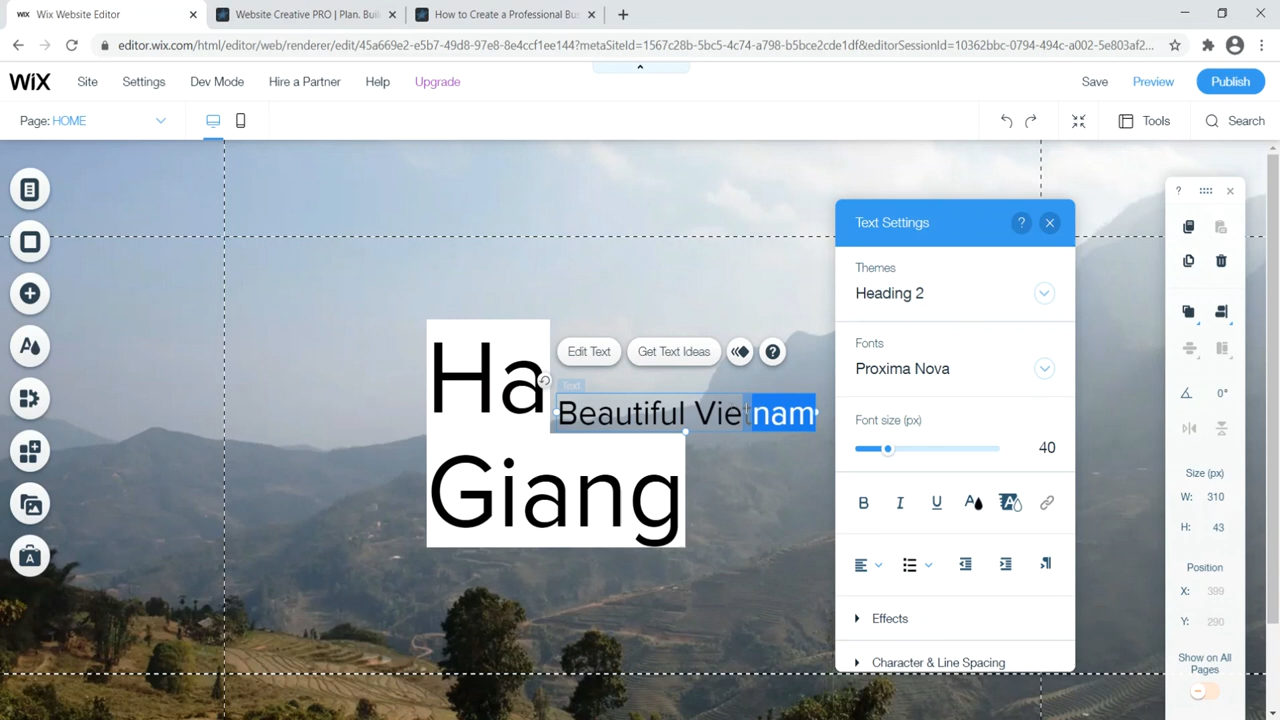 WiX Wix Website Editor
Website Creative PRO | Plan. Buil
How to Create a Professional Bus
editor.wix.com/html/editor/web/renderer/edit/45a669e2-e5b7-49d8-97e8-8e4ccf1ee144?metaSiteId=1567c28b-5bc5-4c74-a798-b5bce2cde1df&editorSessionId=10362bbc-0794-494c-a002-5e803af2...
WiX Site Settings Dev Mode Hire a Partner Help Upgrade Save Preview Publish
Page: HOME Tools Search
Text Settings ?
Themes
Heading 2
Fonts
Proxima Nova
Font size (px)
40
B I U A A
Effects
Character & Line Spacing
Edit Text Get Text Ideas ?
Text
Ha
Beautiful Vietnam
Giang
A
A
?
0°
Size (px)
W: 310
H: 43
Position
X: 399
Y: 290
Show on All
Pages